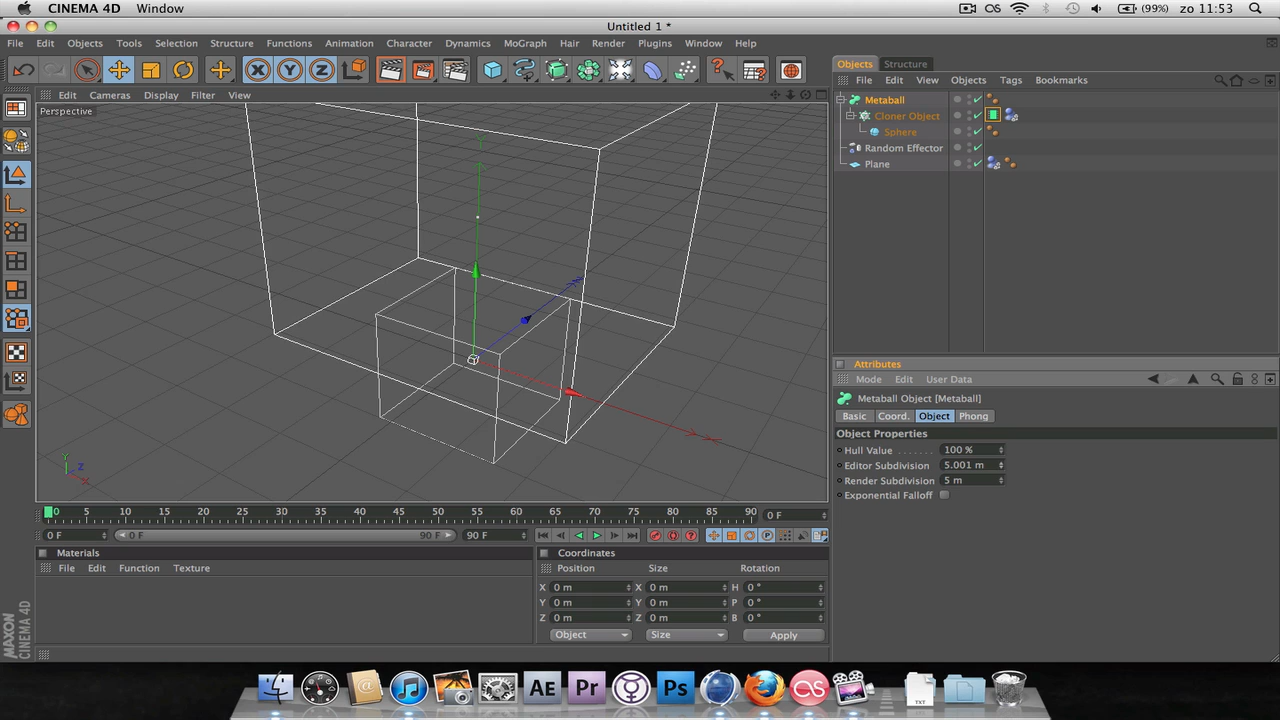 CINEMA 4D Window (99%) zo 11:53
Untitled 1 *
File Edit Objects Tools Selection Structure Functions Animation Character Dynamics MoGraph Hair Render Plugins Window Help
X Y Z
Objects Structure
File Edit View Objects Tags Bookmarks
Edit Cameras Display Filter View
Perspective
Metaball
Cloner Object
Sphere
Random Effector
Plane
Y
Y Z X
Attributes
Mode Edit User Data
Metaball Object [Metaball]
Basic Coord. Object Phong
Object Properties
Hull Value 100 %
Editor Subdivision 5.001 m
Render Subdivision 5 m
Exponential Falloff
0 5 10 15 20 25 30 35 40 45 50 55 60 65 70 75 80 85 90 0 F
0 F 0 F 90 F 90 F
Materials
File Edit Function Texture
Coordinates
Position Size Rotation
X 0 m X 0 m H 0 °
Y 0 m Y 0 m P 0 °
Z 0 m Z 0 m B 0 °
Object Size Apply
MAXON
CINEMA 4D
AE Pr Ps TXT